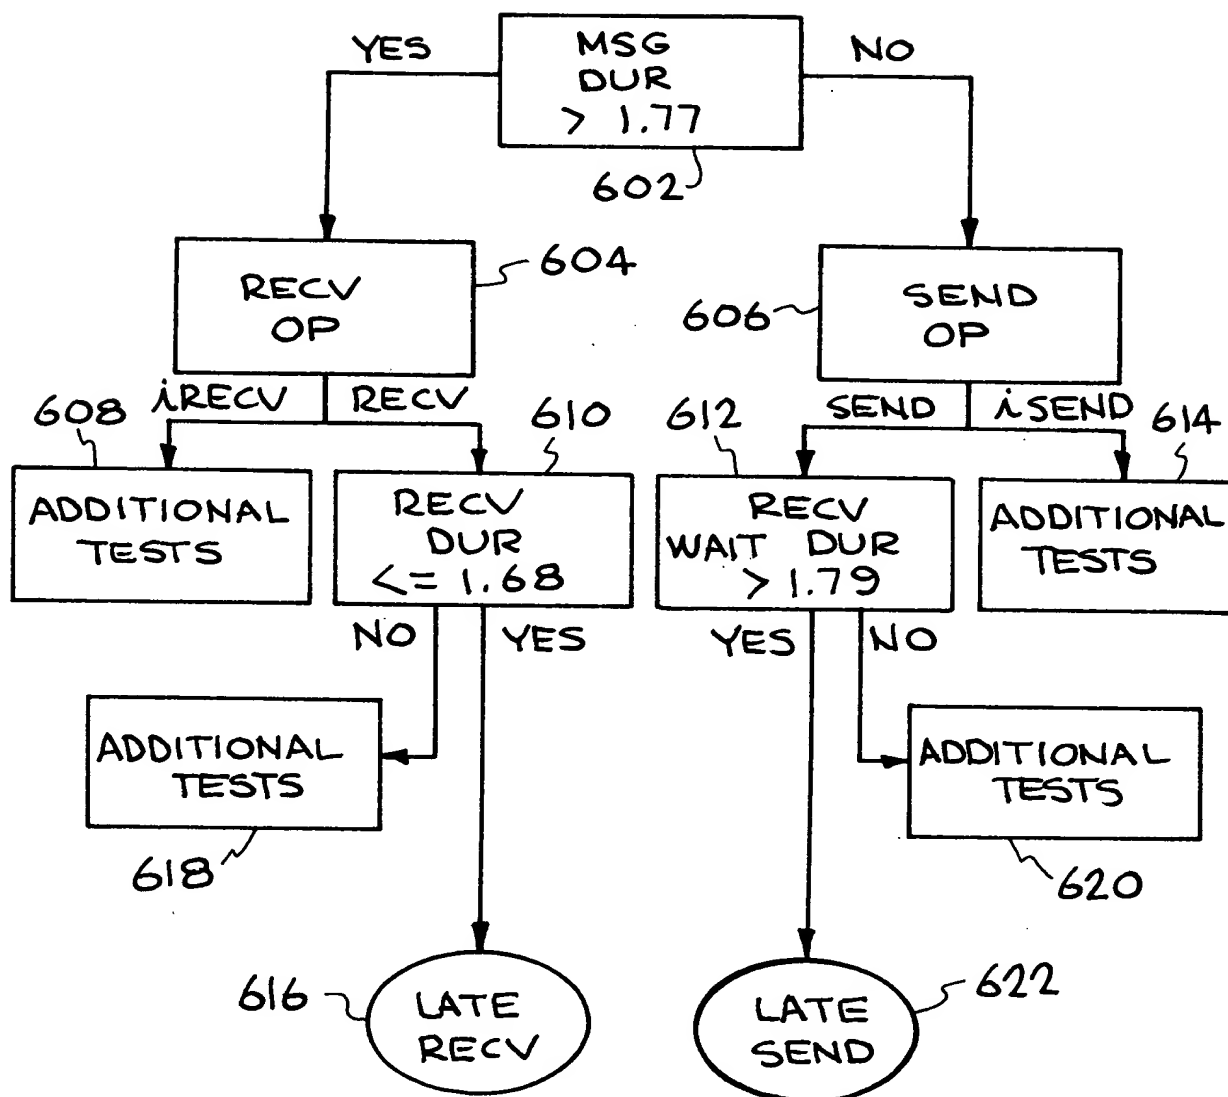 YES
MSG
DUR
> 1.77
NO
602
RECV
OP
604
606
SEND
OP
iRECV
RECV
SEND
iSEND
608
610
612
614
ADDITIONAL
TESTS
RECV
DUR
<= 1.68
RECV
WAIT DUR
> 1.79
ADDITIONAL
TESTS
NO
YES
YES
NO
ADDITIONAL
TESTS
618
ADDITIONAL
TESTS
620
616
LATE
RECV
LATE
SEND
622